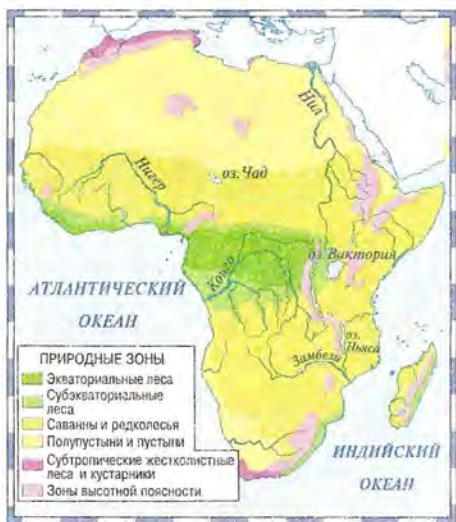 Нил
Нигер
оз. Чад
Конго
оз. Виктория
АТЛАНТИЧЕСКИЙ
ОКЕАН
оз.
Ньяса
Замбези
ПРИРОДНЫЕ ЗОНЫ
Экваториальные леса
Субэкваториальные
леса
Саванны и редколесья
Полупустыни и пустыни
Субтропические жестколистные
леса и кустарники
Зоны высотной поясности
ИНДИЙСКИЙ
ОКЕАН